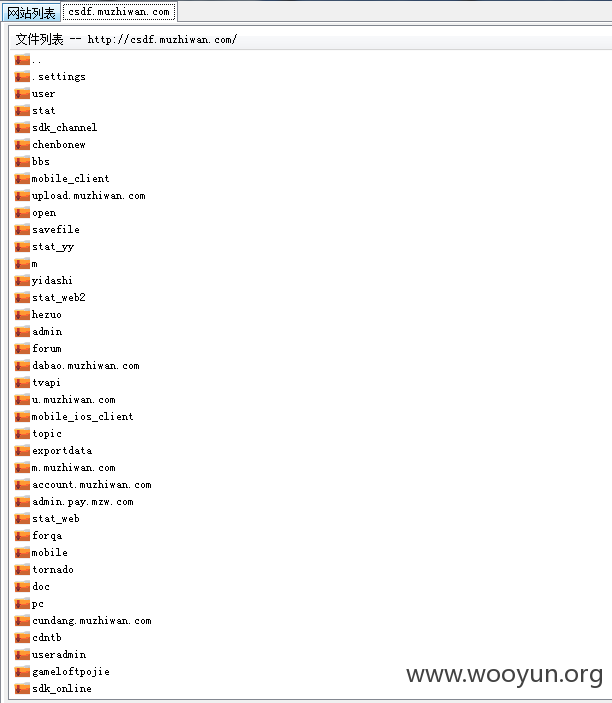 网站列表 csdf.muzhiwan.com
文件列表 -- http://csdf.muzhiwan.com/
..
.settings
user
stat
sdk_channel
chenbonew
bbs
mobile_client
upload.muzhiwan.com
open
savefile
stat_yy
m
yidashi
stat_web2
hezuo
admin
forum
dabao.muzhiwan.com
tvapi
u.muzhiwan.com
mobile_ios_client
topic
exportdata
m.muzhiwan.com
account.muzhiwan.com
admin.pay.mzw.com
stat_web
forqa
mobile
tornado
doc
pc
cundang.muzhiwan.com
cdntb
useradmin
gameloftpojie
sdk_online
www.wooyun.org